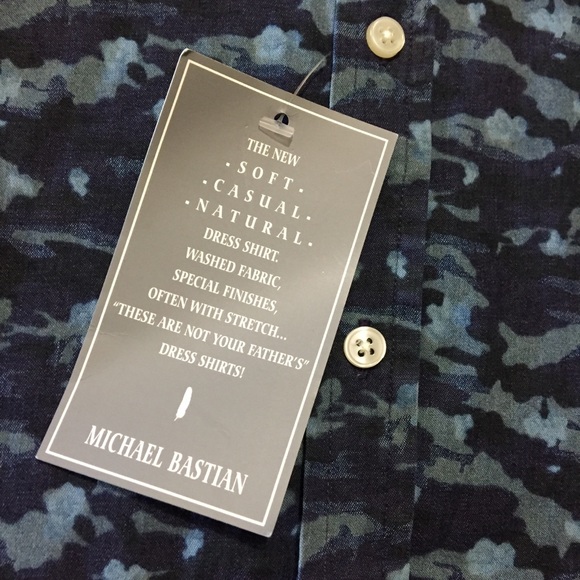 THE NEW
· SOFT ·
· CASUAL ·
· NATURAL ·
DRESS SHIRT.
WASHED FABRIC,
SPECIAL FINISHES,
OFTEN WITH STRETCH...
"THESE ARE NOT YOUR FATHER'S"
DRESS SHIRTS!
MICHAEL BASTIAN